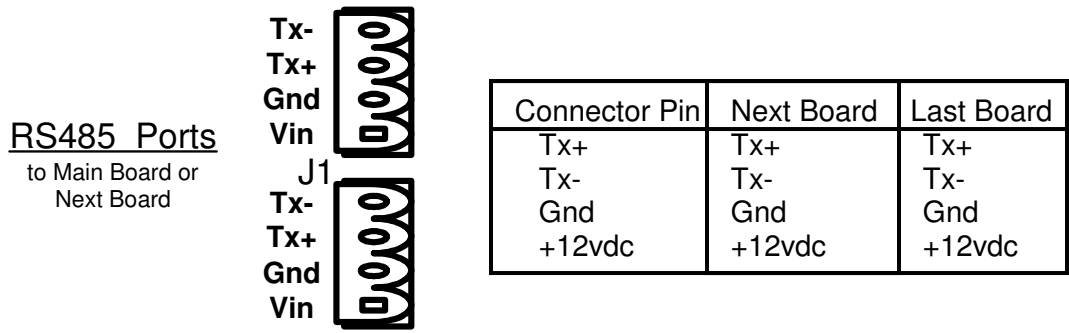 Tx-
Tx+
Gnd
Vin
RS485 Ports
to Main Board or
Next Board
J1
Tx-
Tx+
Gnd
Vin
Connector Pin Next Board Last Board
Tx+ Tx+ Tx+
Tx- Tx- Tx-
Gnd Gnd Gnd
+12vdc +12vdc +12vdc